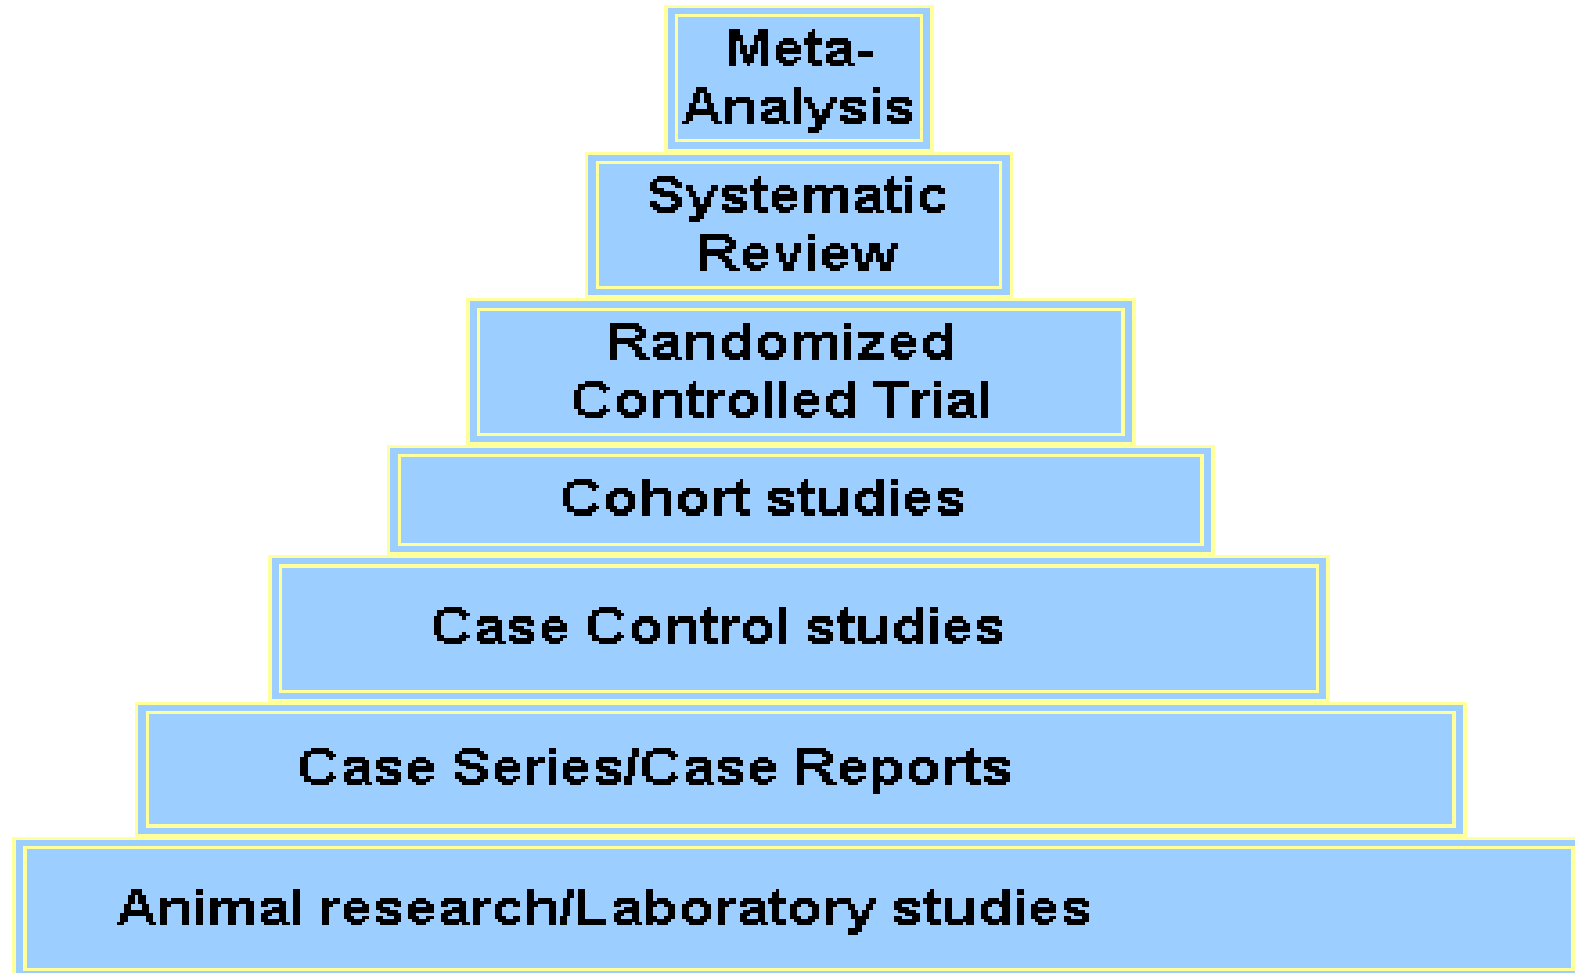 Meta-
Analysis
Systematic
Review
Randomized
Controlled Trial
Cohort studies
Case Control studies
Case Series/Case Reports
Animal research/Laboratory studies